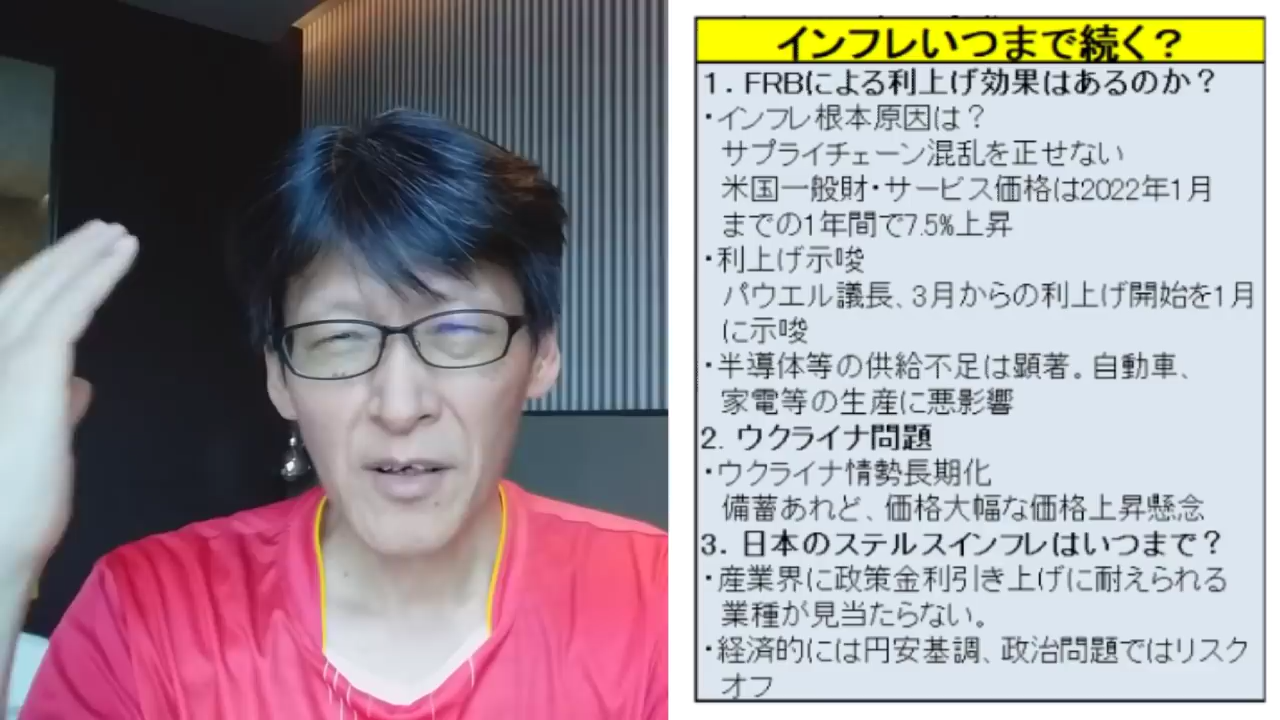 インフレいつまで続く？
１．FRBによる利上げ効果はあるのか？
・インフレ根本原因は？
サプライチェーン混乱を正せない
米国一般財・サービス価格は2022年1月
までの1年間で7.5%上昇
・利上げ示唆
パウエル議長、3月からの利上げ開始を1月
に示唆
・半導体等の供給不足は顕著。自動車、
家電等の生産に悪影響
2．ウクライナ問題
・ウクライナ情勢長期化
備蓄あれど、価格大幅な価格上昇懸念
３．日本のステルスインフレはいつまで？
・産業界に政策金利引き上げに耐えられる
業種が見当たらない。
・経済的には円安基調、政治問題ではリスク
オフ